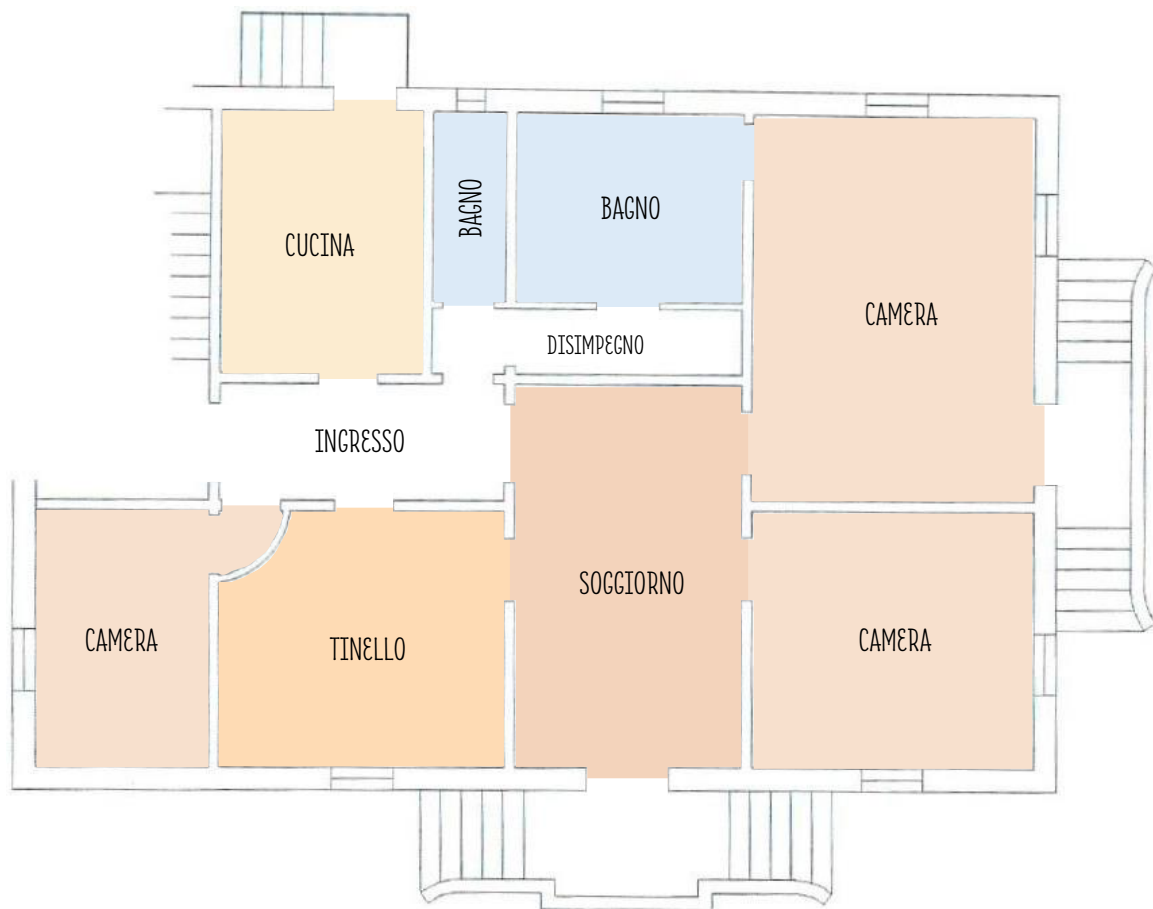 BAGNO
BAGNO
CUCINA
CAMERA
DISIMPEGNO
INGRESSO
SOGGIORNO
CAMERA
TINELLO
CAMERA